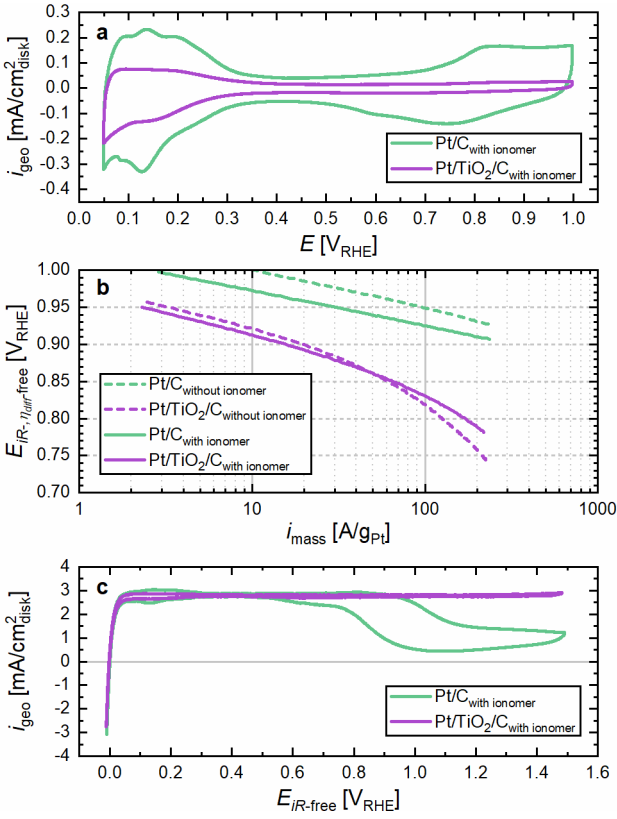 a
0.3
0.2
0.1
0.0
-0.1
-0.2
-0.3
-0.4
i_geo [mA/cm²_disk]
Pt/C_with ionomer
Pt/TiO₂/C_with ionomer
0.0 0.1 0.2 0.3 0.4 0.5 0.6 0.7 0.8 0.9 1.0
E [V_RHE]
b
1.00
0.95
0.90
0.85
0.80
0.75
0.70
E_iR-,η_diff-free [V_RHE]
Pt/C_without ionomer
Pt/TiO₂/C_without ionomer
Pt/C_with ionomer
Pt/TiO₂/C_with ionomer
1 10 100 1000
i_mass [A/g_Pt]
c
4
3
2
1
0
-1
-2
-3
-4
i_geo [mA/cm²_disk]
Pt/C_with ionomer
Pt/TiO₂/C_with ionomer
0.0 0.2 0.4 0.6 0.8 1.0 1.2 1.4 1.6
E_iR-free [V_RHE]